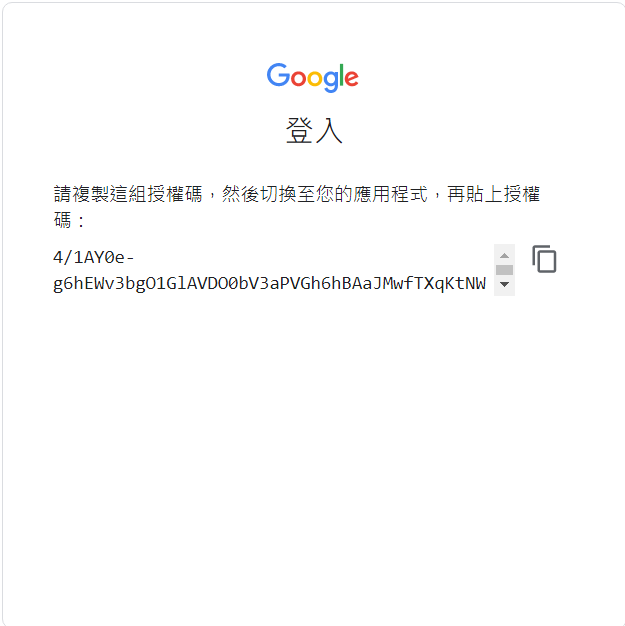 Google
登入
請複製這組授權碼，然後切換至您的應用程式，再貼上授權
碼：
4/1AY0e-
g6hEWv3bgO1GlAVDO0bV3aPVGh6hBAaJMwfTXqKtNW